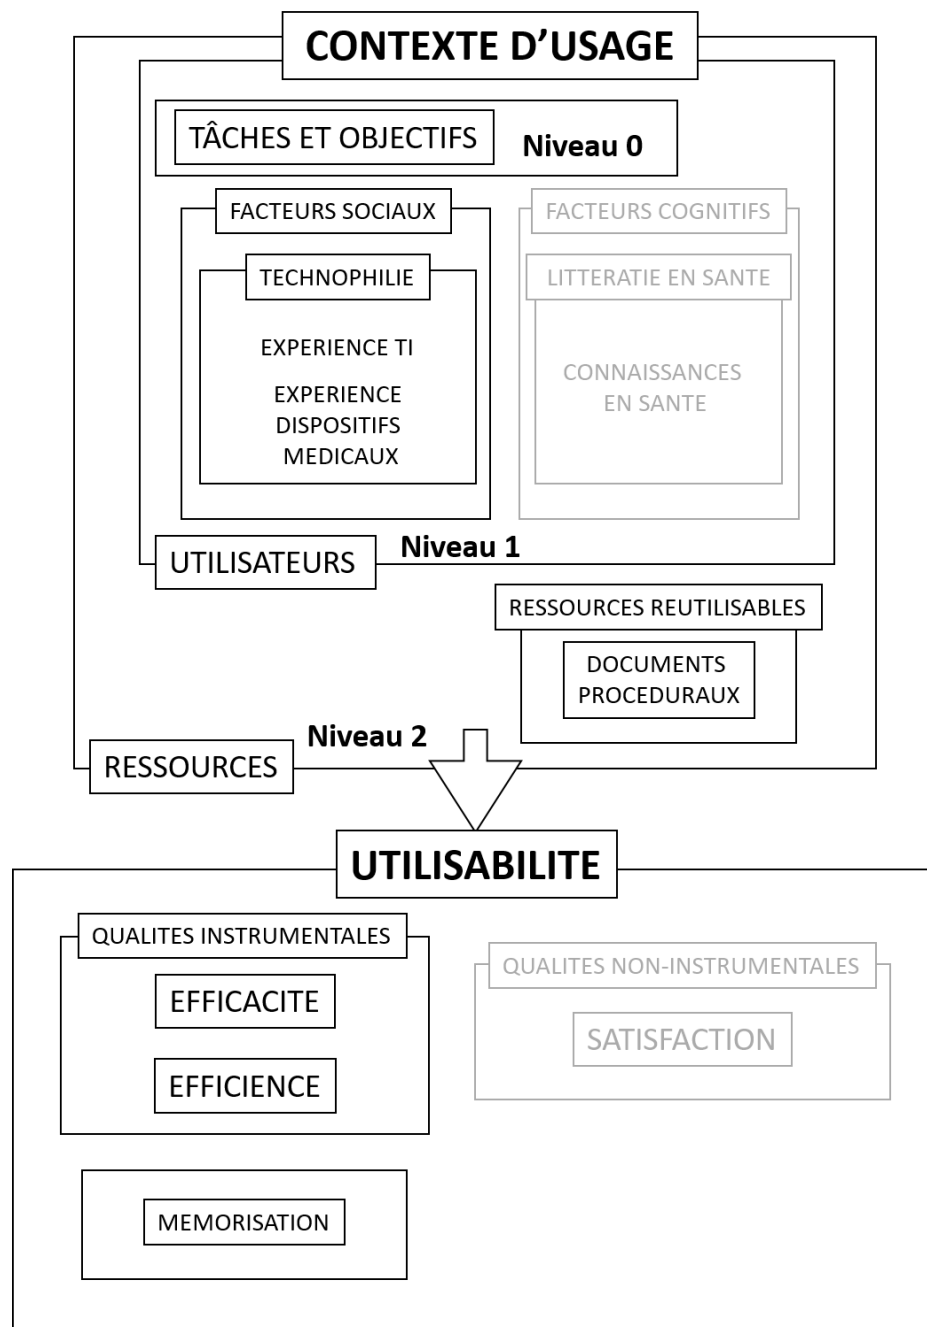 CONTEXTE D’USAGE
TÂCHES ET OBJECTIFS
Niveau 0
FACTEURS SOCIAUX
TECHNOPHILIE
EXPERIENCE TI
EXPERIENCE
DISPOSITIFS
MEDICAUX
FACTEURS COGNITIFS
LITTERATIE EN SANTE
CONNAISSANCES
EN SANTE
UTILISATEURS
Niveau 1
RESSOURCES REUTILISABLES
DOCUMENTS
PROCEDURAUX
Niveau 2
RESSOURCES
UTILISABILITE
QUALITES INSTRUMENTALES
EFFICACITE
EFFICIENCE
QUALITES NON-INSTRUMENTALES
SATISFACTION
MEMORISATION